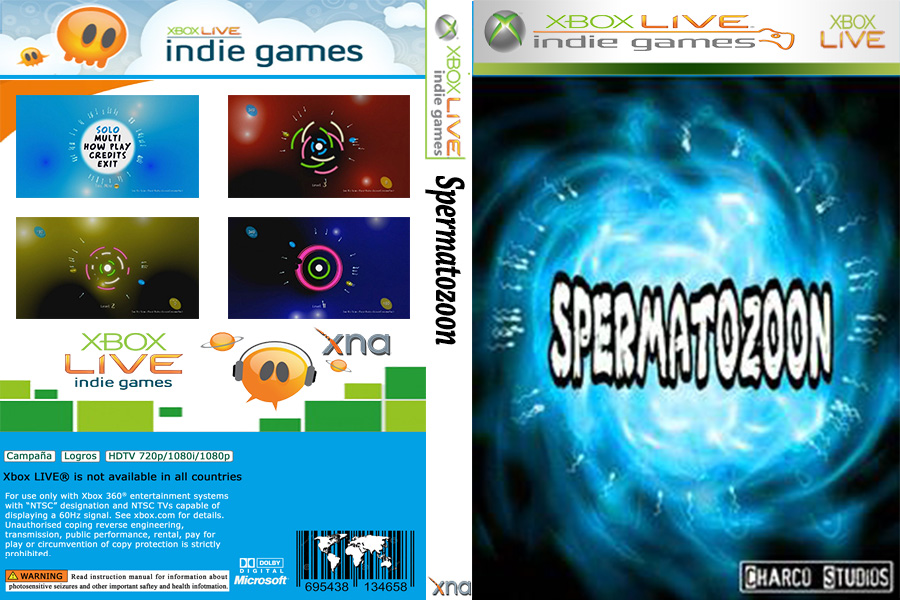 XBOX LIVE
indie games
SOLO
MULTI
HOW PLAY
CREDITS
EXIT
Level 3
Level 2
XBOX LIVE
indie games
xna
Campaña Logros HDTV 720p/1080i/1080p
Xbox LIVE® is not available in all countries
For use only with Xbox 360® entertainment systems
with "NTSC" designation and NTSC TVs capable of
displaying a 60Hz signal. See xbox.com for details.
Unauthorised coping reverse engineering,
transmission, public performance, rental, pay for
play or circumvention of copy protection is strictly
prohibited.
WARNING Read instruction manual for information about
photosensitive seizures and other important saftey and health infotmation.
DOLBY
DIGITAL
Microsoft
695438 134658
XBOX LIVE
indie games
Spermatozoon
xna
XBOX LIVE
indie games
XBOX
LIVE
SPERMATOZOON
CHARCO STUDIOS